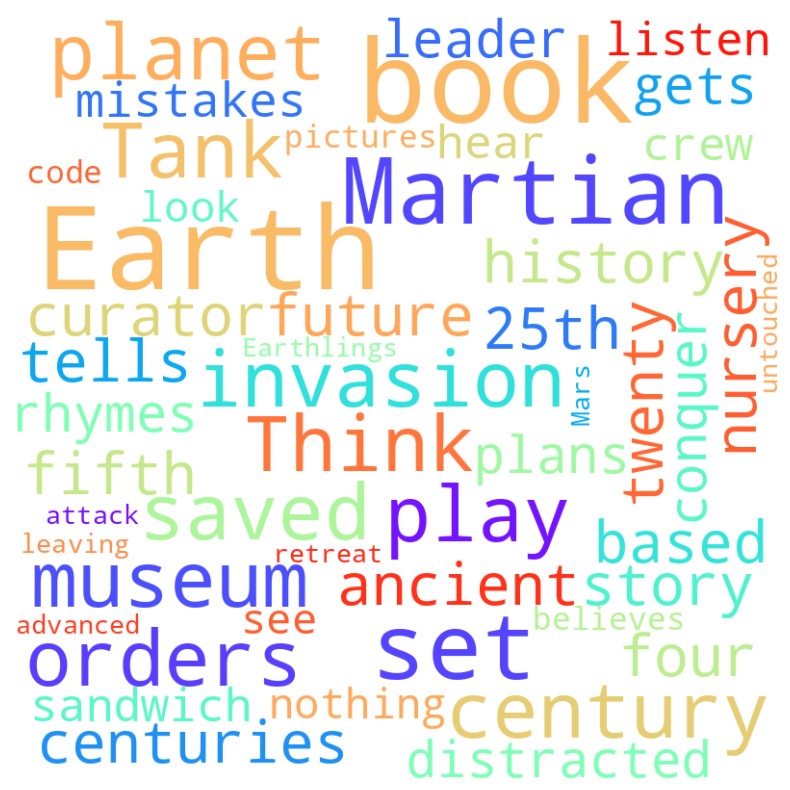 planet
leader
listen
book
mistakes
gets
Tank
pictures
hear
crew
code
look
Martian
Earth
history
nursery
untouched
curator
future
25th
twenty
conquer
tells
Earthlings
invasion
Mars
rhymes
Think
plans
fifth
saved
play
attack
based
leaving
retreat
museum
ancient
story
advanced
see
believes
orders
set
four
sandwich
nothing
century
centuries
distracted